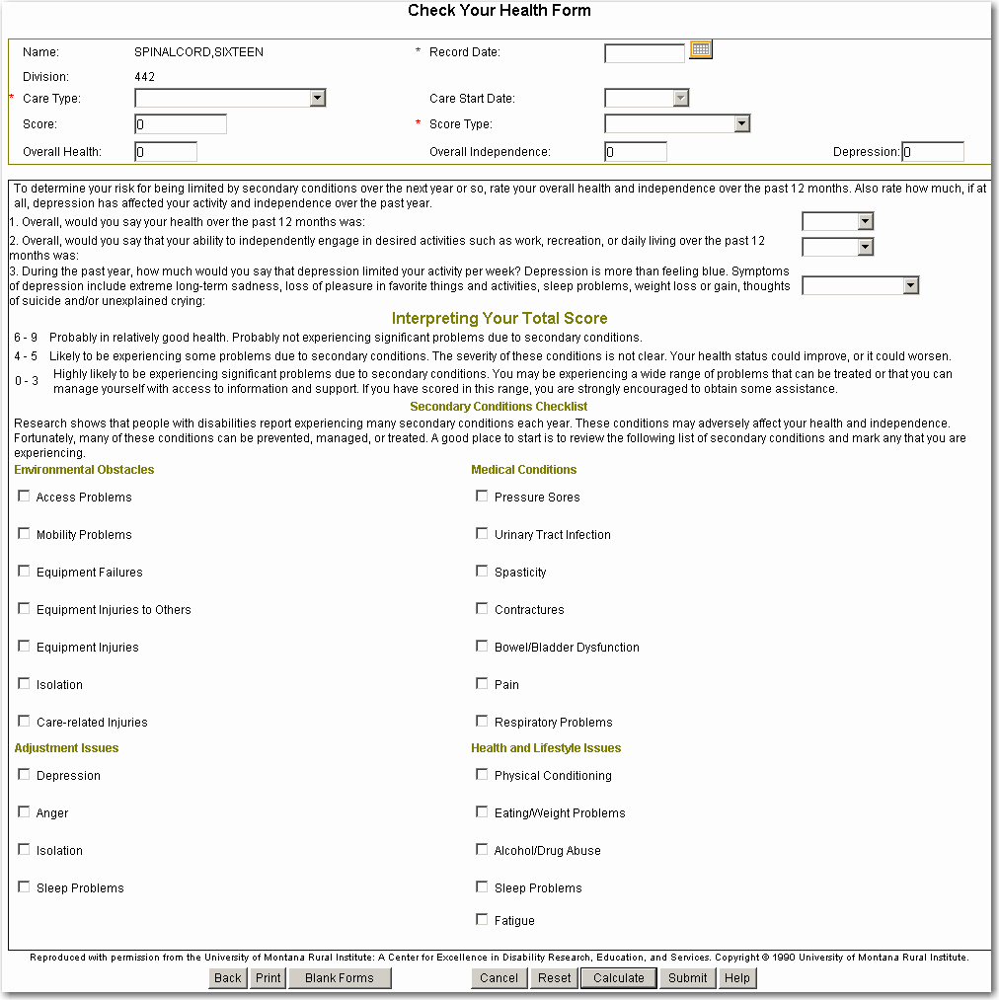 Check Your Health Form
Name: SPINALCORD,SIXTEEN * Record Date:
Division: 442
* Care Type: Care Start Date:
Score: 0 * Score Type:
Overall Health: 0 Overall Independence: 0 Depression: 0
To determine your risk for being limited by secondary conditions over the next year or so, rate your overall health and independence over the past 12 months. Also rate how much, if at
all, depression has affected your activity and independence over the past year.
1. Overall, would you say your health over the past 12 months was:
2. Overall, would you say that your ability to independently engage in desired activities such as work, recreation, or daily living over the past 12
months was:
3. During the past year, how much would you say that depression limited your activity per week? Depression is more than feeling blue. Symptoms
of depression include extreme long-term sadness, loss of pleasure in favorite things and activities, sleep problems, weight loss or gain, thoughts
of suicide and/or unexplained crying:
Interpreting Your Total Score
6 - 9 Probably in relatively good health. Probably not experiencing significant problems due to secondary conditions.
4 - 5 Likely to be experiencing some problems due to secondary conditions. The severity of these conditions is not clear. Your health status could improve, or it could worsen.
0 - 3 Highly likely to be experiencing significant problems due to secondary conditions. You may be experiencing a wide range of problems that can be treated or that you can
manage yourself with access to information and support. If you have scored in this range, you are strongly encouraged to obtain some assistance.
Secondary Conditions Checklist
Research shows that people with disabilities report experiencing many secondary conditions each year. These conditions may adversely affect your health and independence.
Fortunately, many of these conditions can be prevented, managed, or treated. A good place to start is to review the following list of secondary conditions and mark any that you are
experiencing.
Environmental Obstacles Medical Conditions
Access Problems Pressure Sores
Mobility Problems Urinary Tract Infection
Equipment Failures Spasticity
Equipment Injuries to Others Contractures
Equipment Injuries Bowel/Bladder Dysfunction
Isolation Pain
Care-related Injuries Respiratory Problems
Adjustment Issues Health and Lifestyle Issues
Depression Physical Conditioning
Anger Eating/Weight Problems
Isolation Alcohol/Drug Abuse
Sleep Problems Sleep Problems
Fatigue
Reproduced with permission from the University of Montana Rural Institute: A Center for Excellence in Disability Research, Education, and Services. Copyright © 1990 University of Montana Rural Institute.
Back Print Blank Forms Cancel Reset Calculate Submit Help